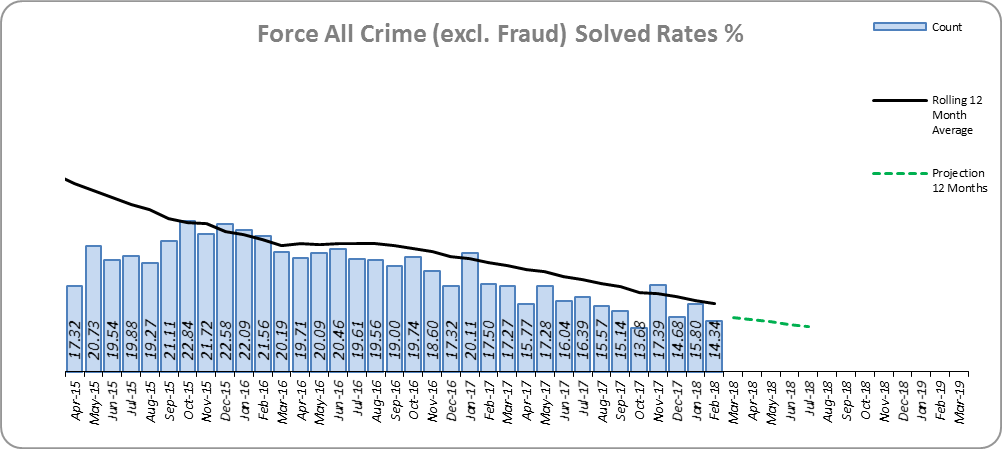 Force All Crime (excl. Fraud) Solved Rates %
Count
Rolling 12
Month
Average
Projection
12 Months
17.32
20.73
19.54
19.88
19.27
21.11
22.84
21.72
22.58
22.09
21.56
20.19
19.71
20.09
20.46
19.61
19.56
19.00
19.74
18.60
17.32
20.11
17.50
17.27
15.77
17.28
16.04
16.39
15.57
15.14
13.68
17.39
14.68
15.80
14.34
Apr-15
May-15
Jun-15
Jul-15
Aug-15
Sep-15
Oct-15
Nov-15
Dec-15
Jan-16
Feb-16
Mar-16
Apr-16
May-16
Jun-16
Jul-16
Aug-16
Sep-16
Oct-16
Nov-16
Dec-16
Jan-17
Feb-17
Mar-17
Apr-17
May-17
Jun-17
Jul-17
Aug-17
Sep-17
Oct-17
Nov-17
Dec-17
Jan-18
Feb-18
Mar-18
Apr-18
May-18
Jun-18
Jul-18
Aug-18
Sep-18
Oct-18
Nov-18
Dec-18
Jan-19
Feb-19
Mar-19